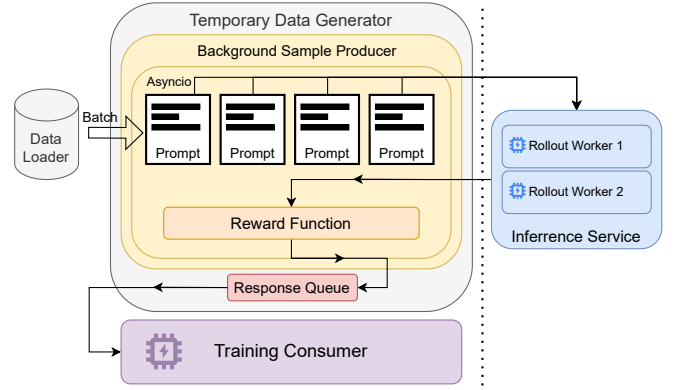 Temporary Data Generator
Background Sample Producer
Asyncio
Batch
Data
Loader
Prompt
Prompt
Prompt
Prompt
Rollout Worker 1
Rollout Worker 2
Inferrence Service
Reward Function
Response Queue
Training Consumer